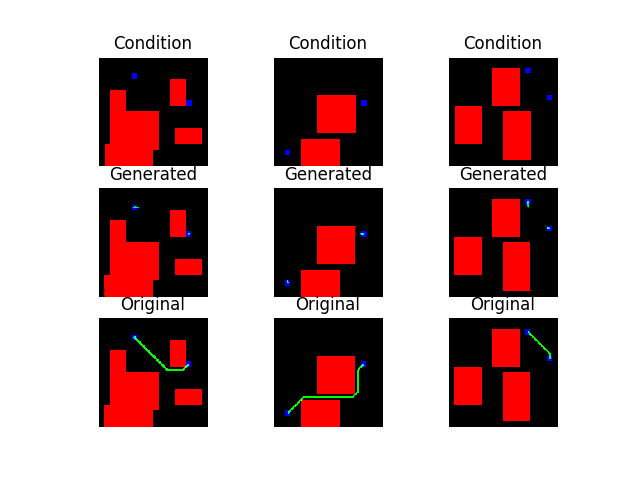 Condition Condition Condition
Generated Generated Generated
Original Original Original